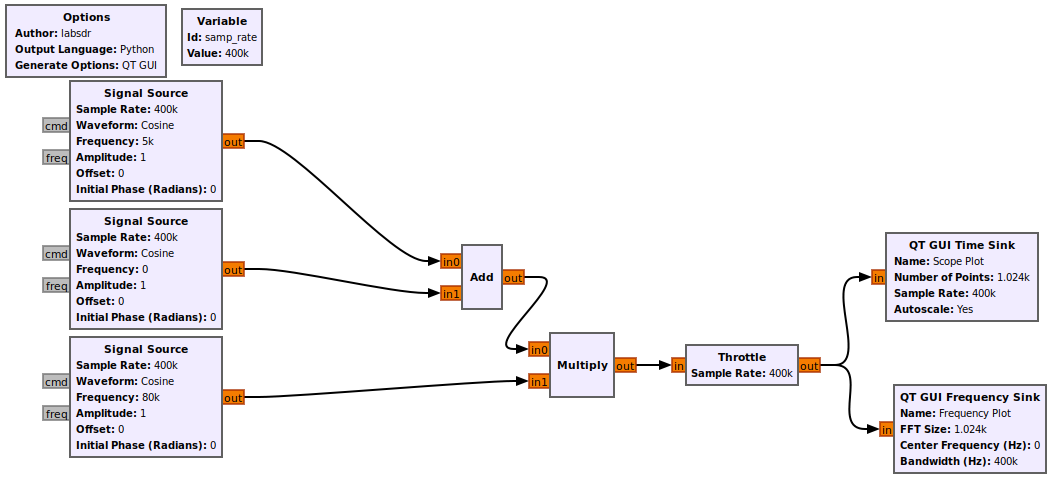 Options
Author: labsdr
Output Language: Python
Generate Options: QT GUI
Variable
Id: samp_rate
Value: 400k
Signal Source
Sample Rate: 400k
Waveform: Cosine
Frequency: 5k
Amplitude: 1
Offset: 0
Initial Phase (Radians): 0
cmd
freq
out
Signal Source
Sample Rate: 400k
Waveform: Cosine
Frequency: 0
Amplitude: 1
Offset: 0
Initial Phase (Radians): 0
cmd
freq
out
Signal Source
Sample Rate: 400k
Waveform: Cosine
Frequency: 80k
Amplitude: 1
Offset: 0
Initial Phase (Radians): 0
cmd
freq
out
in0
in1
Add
out
in0
in1
Multiply
out
in
Throttle
Sample Rate: 400k
out
in
QT GUI Time Sink
Name: Scope Plot
Number of Points: 1.024k
Sample Rate: 400k
Autoscale: Yes
in
QT GUI Frequency Sink
Name: Frequency Plot
FFT Size: 1.024k
Center Frequency (Hz): 0
Bandwidth (Hz): 400k